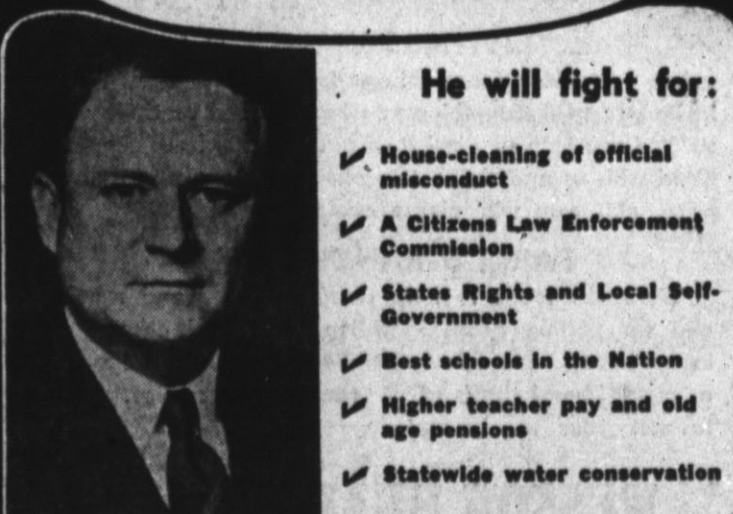 He will fight for:
House-cleaning of official
misconduct
A Citizens Law Enforcement
Commission
States Rights and Local Self-
Government
Best schools in the Nation
Higher teacher pay and old
age pensions
Statewide water conservation